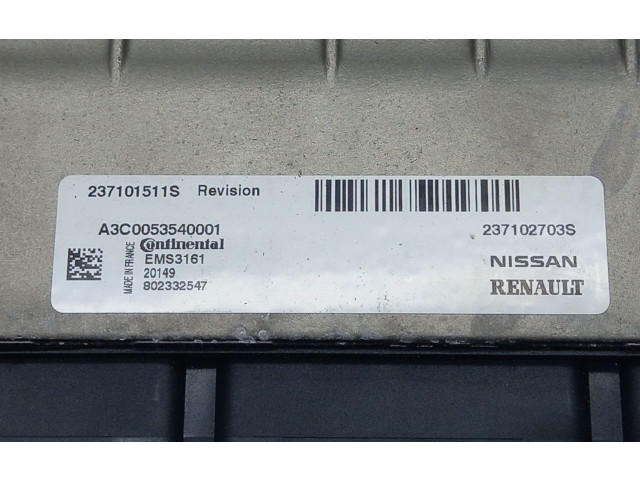 237101511S Revision
A3C0053540001
237102703S
Continental
MADE IN FRANCE
EMS3161
20149
802332547
NISSAN
RENAULT